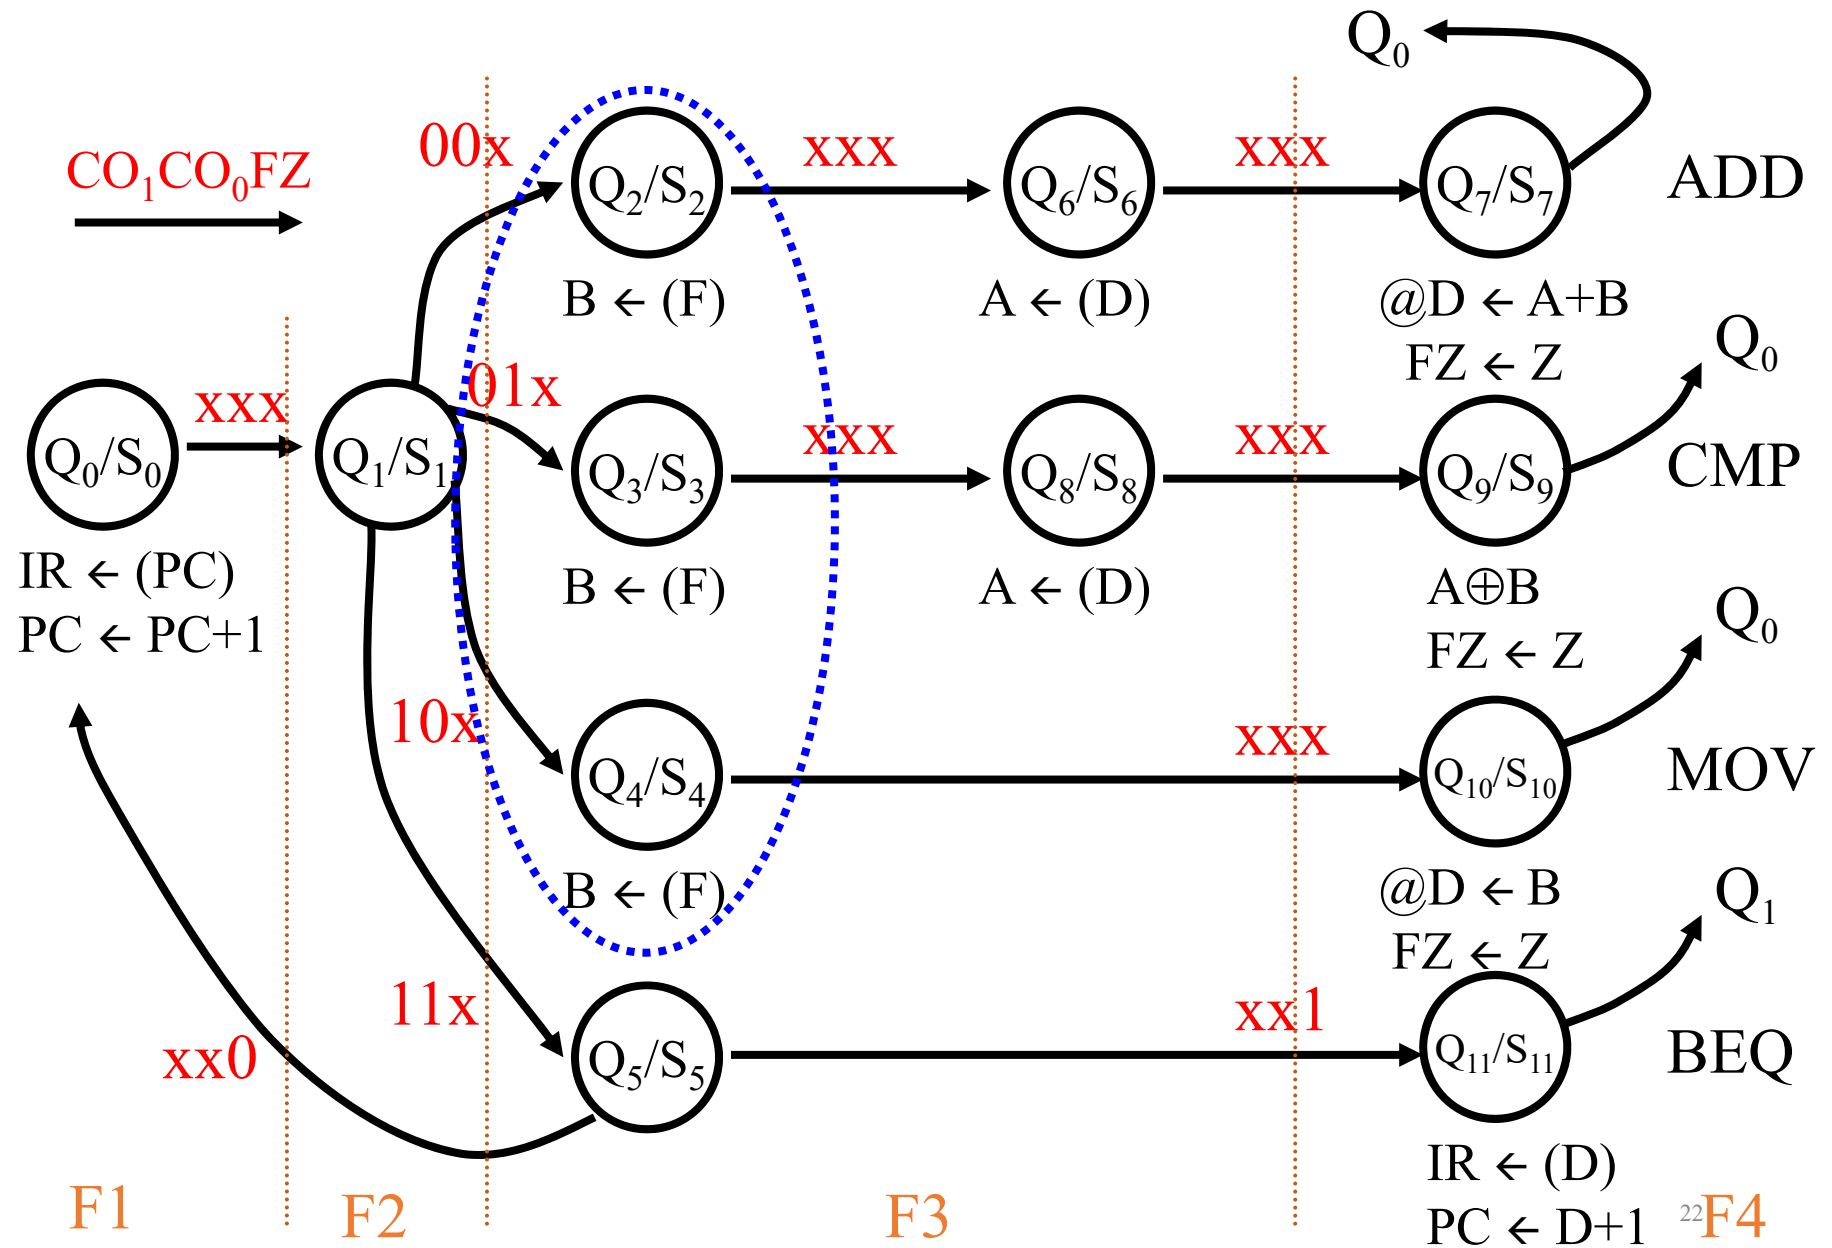 Q₀
CO₁CO₀FZ
00x
xxx
xxx
Q₂/S₂
Q₆/S₆
Q₇/S₇
ADD
B ← (F)
A ← (D)
@D ← A+B
FZ ← Z
Q₀
xxx
01x
xxx
xxx
Q₀/S₀
Q₁/S₁
Q₃/S₃
Q₈/S₈
Q₉/S₉
CMP
IR ← (PC)
PC ← PC+1
B ← (F)
A ← (D)
A⊕B
FZ ← Z
Q₀
10x
xxx
Q₄/S₄
Q₁₀/S₁₀
MOV
B ← (F)
@D ← B
FZ ← Z
Q₁
11x
xx1
xx0
Q₅/S₅
Q₁₁/S₁₁
BEQ
IR ← (D)
PC ← D+1
F1
F2
F3
22
F4